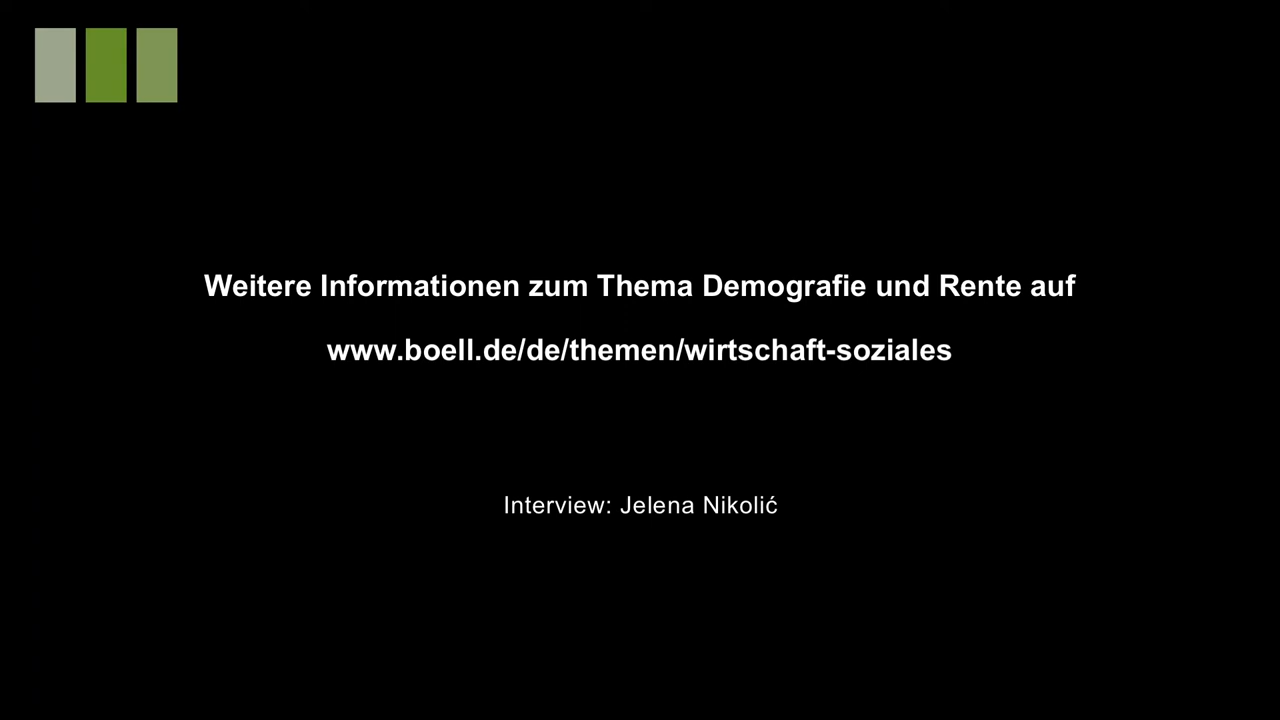 Weitere Informationen zum Thema Demografie und Rente auf
www.boell.de/de/themen/wirtschaft-soziales
Interview: Jelena Nikolić